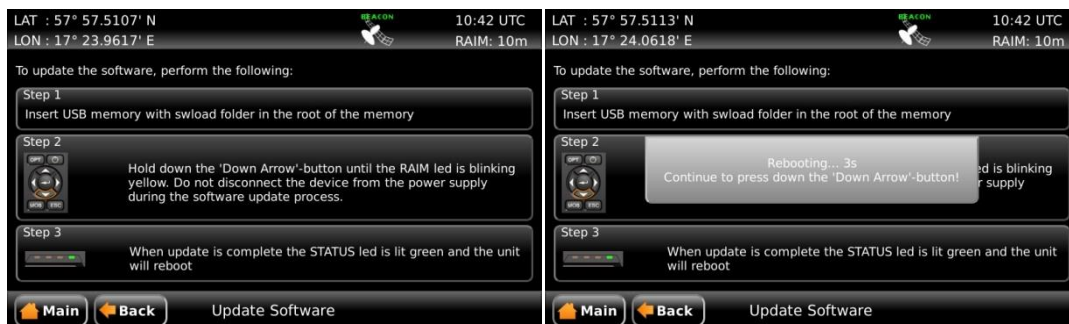 LAT : 57° 57.5107' N
BEACON
10:42 UTC
LON : 17° 23.9617' E
RAIM: 10m
To update the software, perform the following:
Step 1
Insert USB memory with swload folder in the root of the memory
Step 2
OPT
Hold down the 'Down Arrow'-button until the RAIM led is blinking
yellow. Do not disconnect the device from the power supply
during the software update process.
MOB ESC
Step 3
When update is complete the STATUS led is lit green and the unit
will reboot
Main
Back
Update Software
LAT : 57° 57.5113' N
BEACON
10:42 UTC
LON : 17° 24.0618' E
RAIM: 10m
To update the software, perform the following:
Step 1
Insert USB memory with swload folder in the root of the memory
Step 2
OPT
Rebooting... 3s
Continue to press down the 'Down Arrow'-button!
ed is blinking
r supply
MOB ESC
Step 3
When update is complete the STATUS led is lit green and the unit
will reboot
Main
Back
Update Software